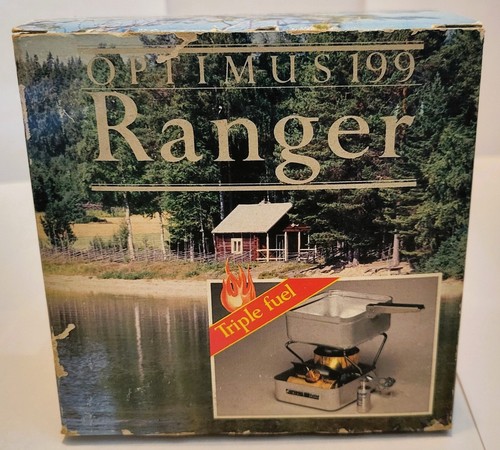 OPTIMUS 199
Ranger
Triple fuel